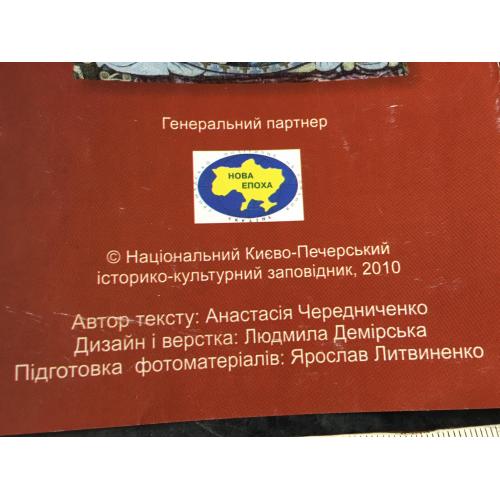 Генеральний партнер
НОВА
ЕПОХА
УКРАЇНА
© Національний Києво-Печерський
історико-культурний заповідник, 2010
Автор тексту: Анастасія Чередниченко
Дизайн і верстка: Людмила Демірська
Підготовка фотоматеріалів: Ярослав Литвиненко